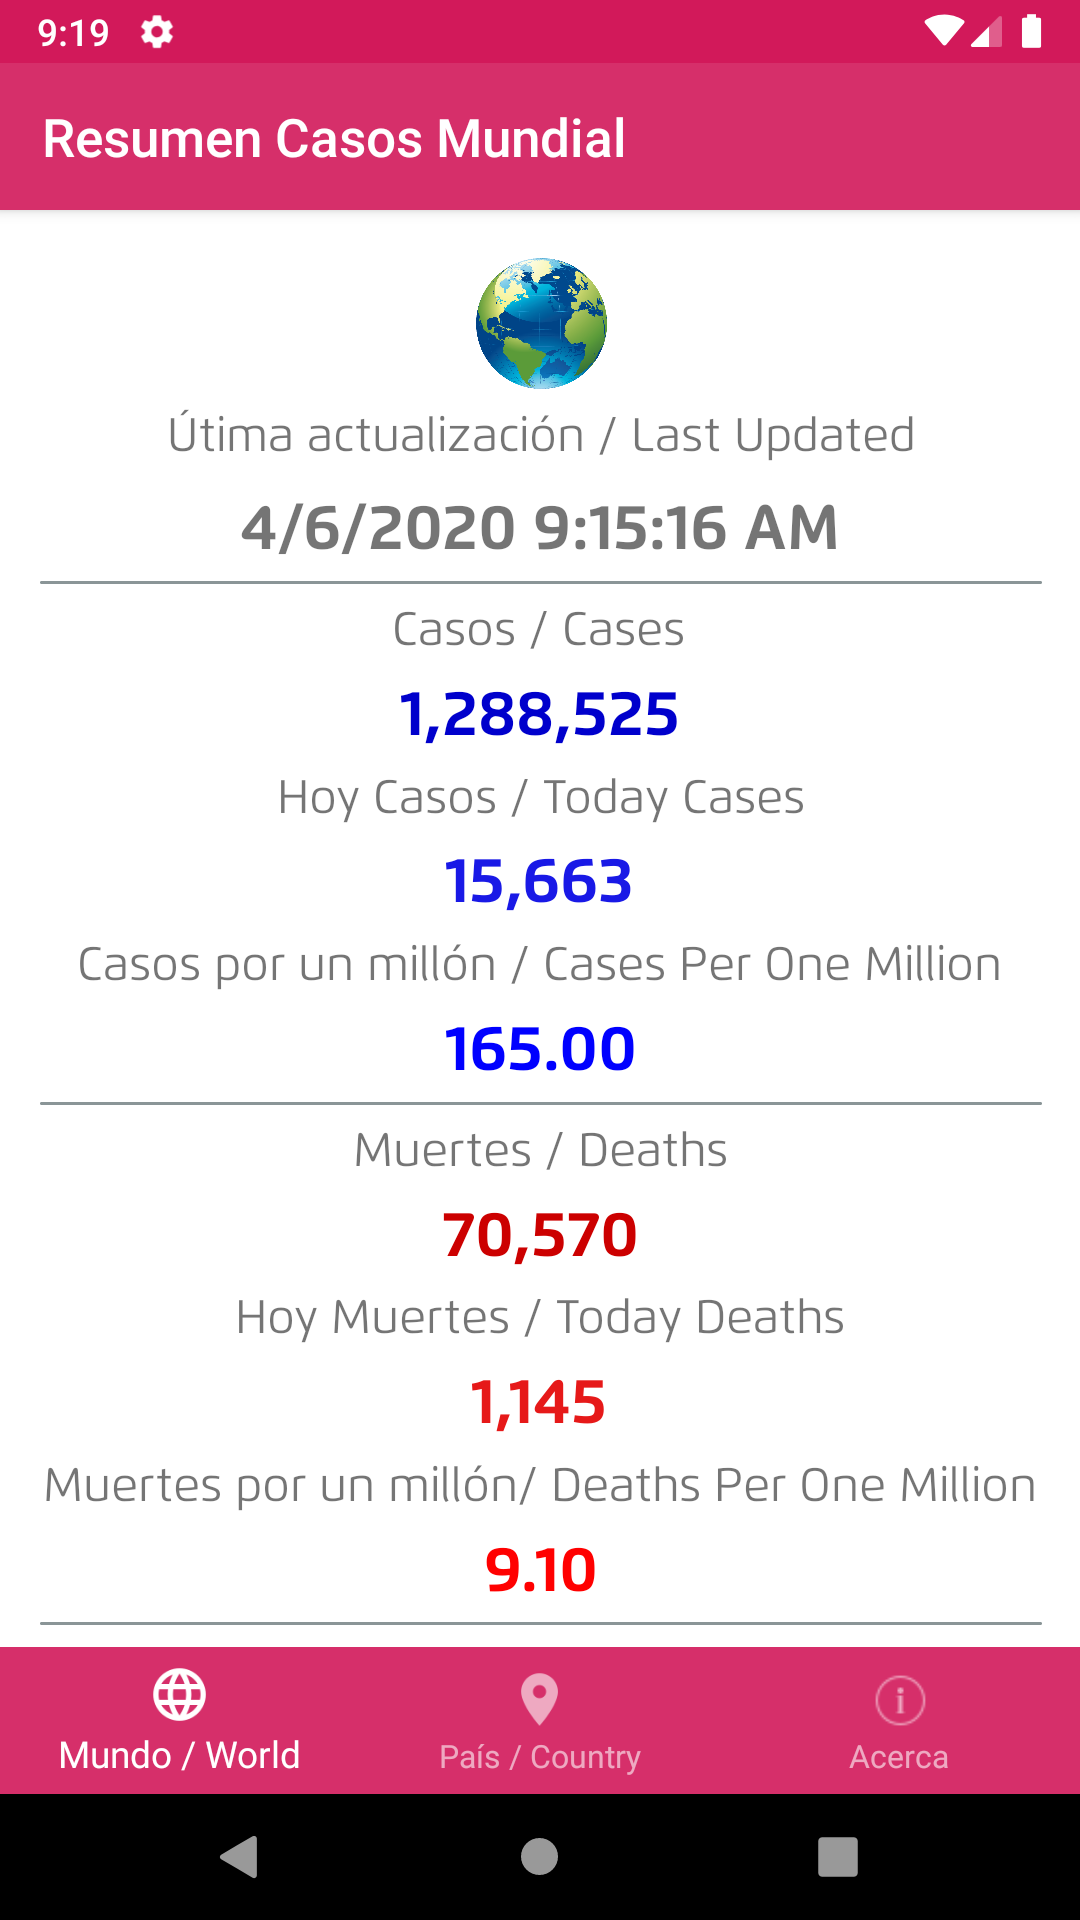 9:19
Resumen Casos Mundial
Útima actualización / Last Updated
4/6/2020 9:15:16 AM
Casos / Cases
1,288,525
Hoy Casos / Today Cases
15,663
Casos por un millón / Cases Per One Million
165.00
Muertes / Deaths
70,570
Hoy Muertes / Today Deaths
1,145
Muertes por un millón/ Deaths Per One Million
9.10
Mundo / World
País / Country
Acerca